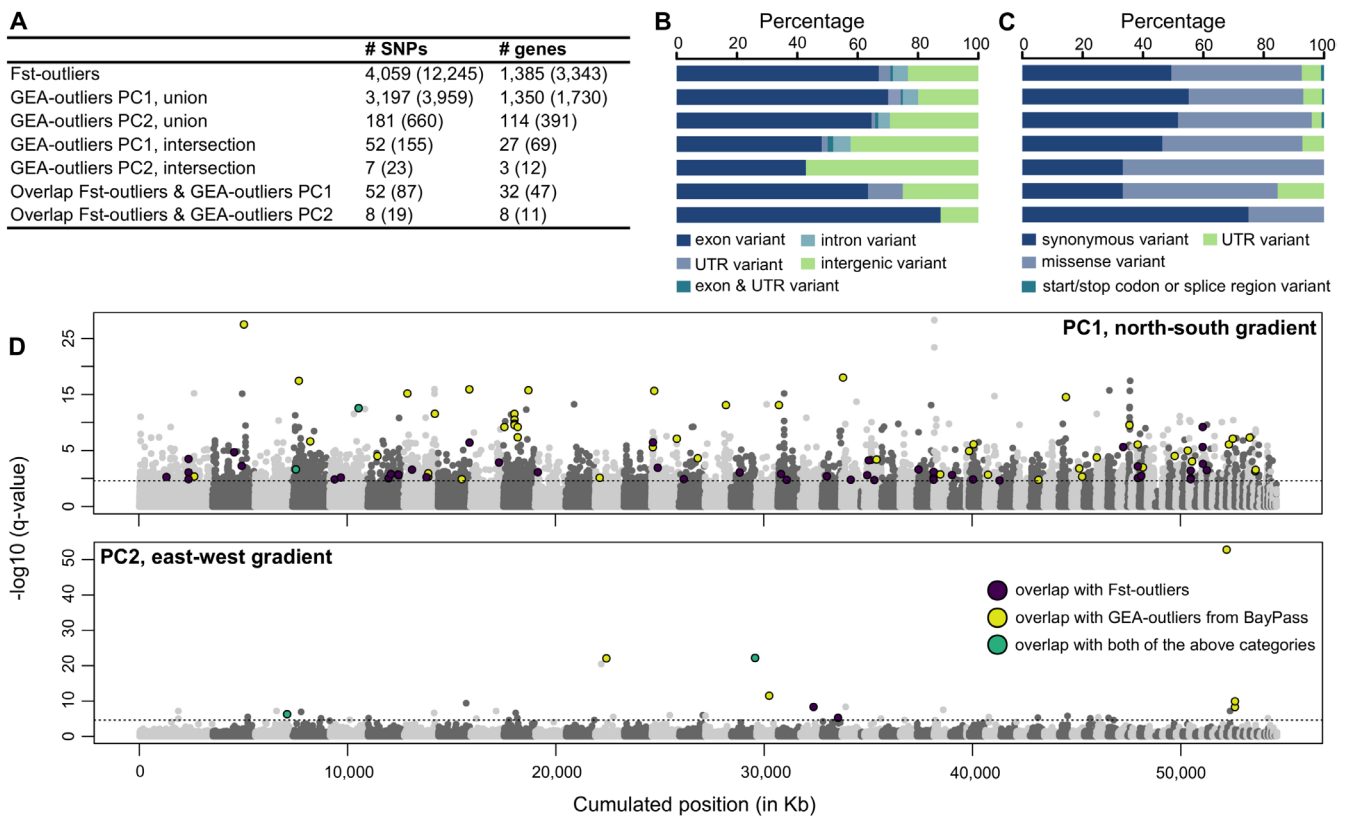 A
# SNPs # genes
Fst-outliers 4,059 (12,245) 1,385 (3,343)
GEA-outliers PC1, union 3,197 (3,959) 1,350 (1,730)
GEA-outliers PC2, union 181 (660) 114 (391)
GEA-outliers PC1, intersection 52 (155) 27 (69)
GEA-outliers PC2, intersection 7 (23) 3 (12)
Overlap Fst-outliers & GEA-outliers PC1 52 (87) 32 (47)
Overlap Fst-outliers & GEA-outliers PC2 8 (19) 8 (11)
B Percentage
0 20 40 60 80 100
exon variant intron variant
UTR variant intergenic variant
exon & UTR variant
C Percentage
0 20 40 60 80 100
synonymous variant UTR variant
missense variant
start/stop codon or splice region variant
D
-log10 (q-value)
PC1, north-south gradient
25
15
5
5
0
PC2, east-west gradient
50
40
30
20
10
0
overlap with Fst-outliers
overlap with GEA-outliers from BayPass
overlap with both of the above categories
0 10,000 20,000 30,000 40,000 50,000
Cumulated position (in Kb)